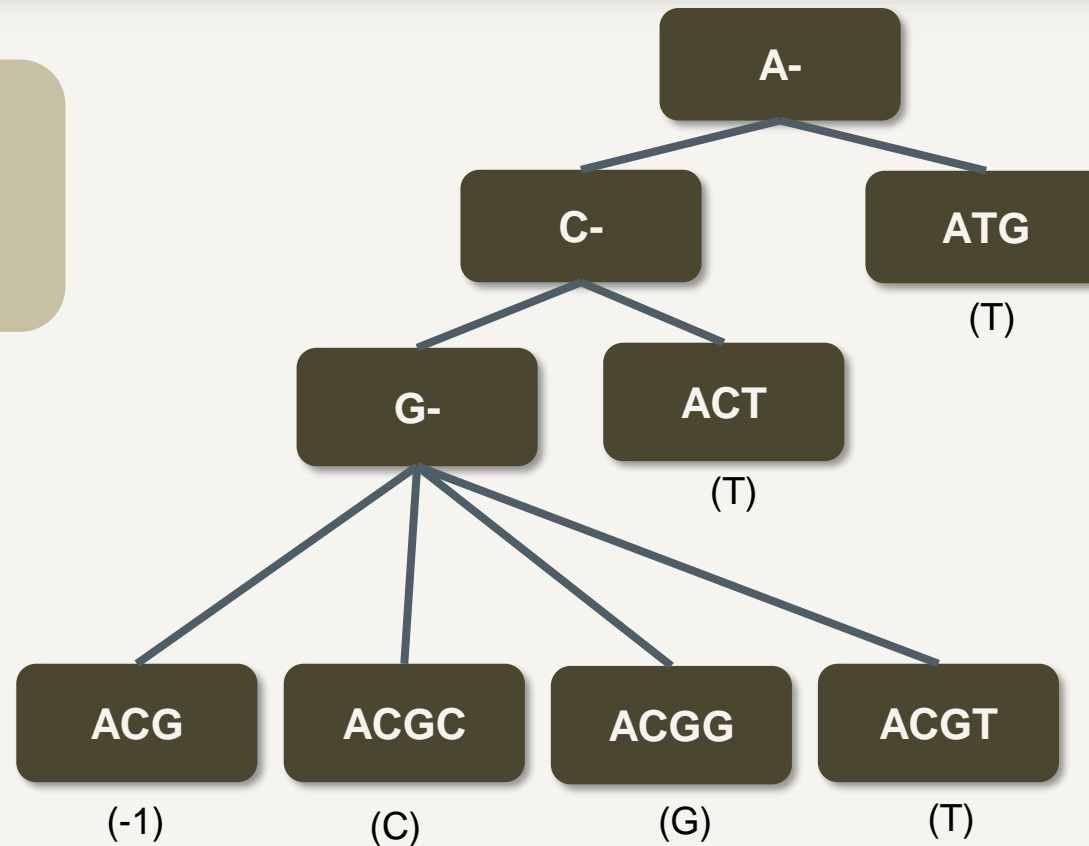 A-
C-
ATG
(T)
G-
ACT
(T)
ACG
ACGC
ACGG
ACGT
(-1)
(C)
(G)
(T)